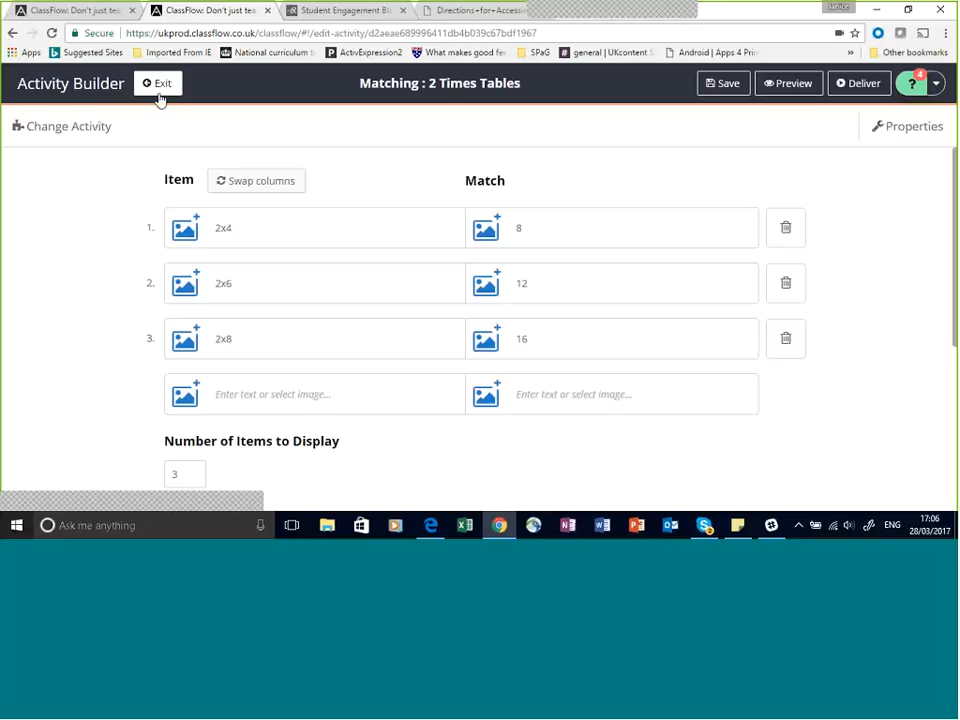 ClassFlow: Don't just tea
ClassFlow: Don't just tea
Student Engagement Bl
Directions+for+Accessi
Janice
Secure
https://ukprod.classflow.co.uk/classflow/#!/edit-activity/d2aeae689996411db4b039c67bdf1967
Apps
Suggested Sites
Imported From IE
National curriculum
ActivExpression2
What makes good fe
SPaG
general | UKcontent
Android | Apps 4 Prim
»
Other bookmarks
Activity Builder
Exit
Matching : 2 Times Tables
Save
Preview
Deliver
?
4
Change Activity
Properties
Item
Swap columns
Match
1. 2x4 8
2. 2x6 12
3. 2x8 16
Enter text or select image...
Enter text or select image...
Number of Items to Display
3
Ask me anything
ENG
17:06
28/03/2017